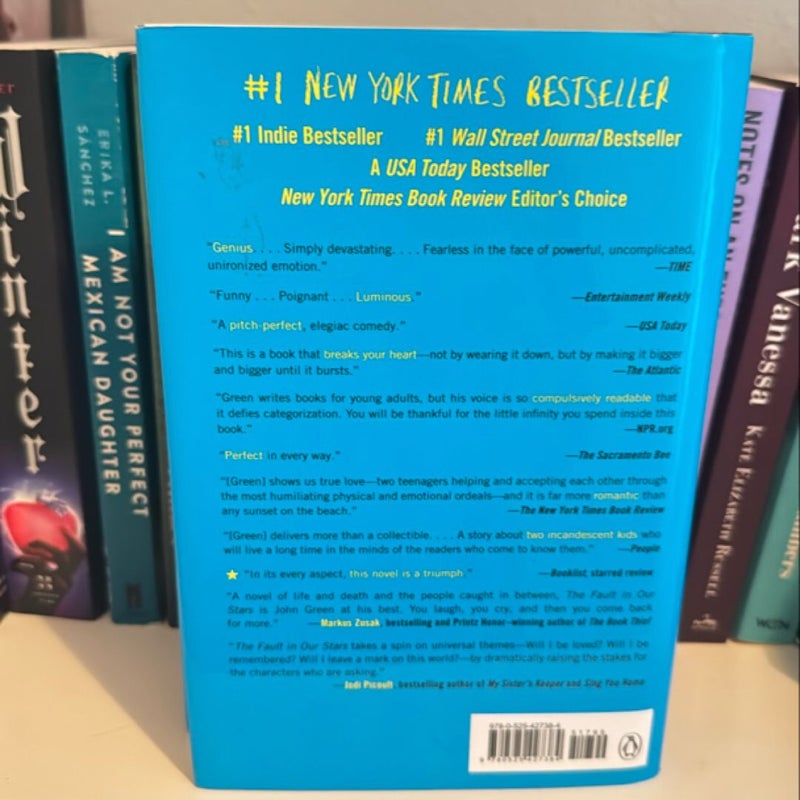 #1 NEW YORK TIMES BESTSELLER
#1 Indie Bestseller #1 Wall Street Journal Bestseller
A USA Today Bestseller
New York Times Book Review Editor's Choice
"Genius. . . . Simply devastating. . . . Fearless in the face of powerful, uncomplicated,
unironized emotion." —TIME
"Funny . . . Poignant . . . Luminous." —Entertainment Weekly
"A pitch-perfect, elegiac comedy." —USA Today
"This is a book that breaks your heart—not by wearing it down, but by making it bigger
and bigger until it bursts." —The Atlantic
"Green writes books for young adults, but his voice is so compulsively readable that
it defies categorization. You will be thankful for the little infinity you spend inside this
book." —NPR.org
"Perfect in every way." —The Sacramento Bee
"[Green] shows us true love—two teenagers helping and accepting each other through
the most humiliating physical and emotional ordeals—and it is far more romantic than
any sunset on the beach." —The New York Times Book Review
"[Green] delivers more than a collectible. . . . A story about two incandescent kids who
will live a long time in the minds of the readers who come to know them." —People
"In its every aspect, this novel is a triumph." —Booklist, starred review
"A novel of life and death and the people caught in between, The Fault in Our
Stars is John Green at his best. You laugh, you cry, and then you come back
for more." —Markus Zusak, bestselling and Printz Honor–winning author of The Book Thief
"The Fault in Our Stars takes a spin on universal themes—Will I be loved? Will I be
remembered? Will I leave a mark on this world?—by dramatically raising the stakes for
the characters who are asking."
—Jodi Picoult, bestselling author of My Sister's Keeper and Sing You Home
978-0-525-42738-4
51799
ERIKA L.
SÁNCHEZ
I AM NOT YOUR PERFECT
MEXICAN DAUGHTER
NOTES ON AN
Vanessa
KATE ELIZABETH RUSSELL